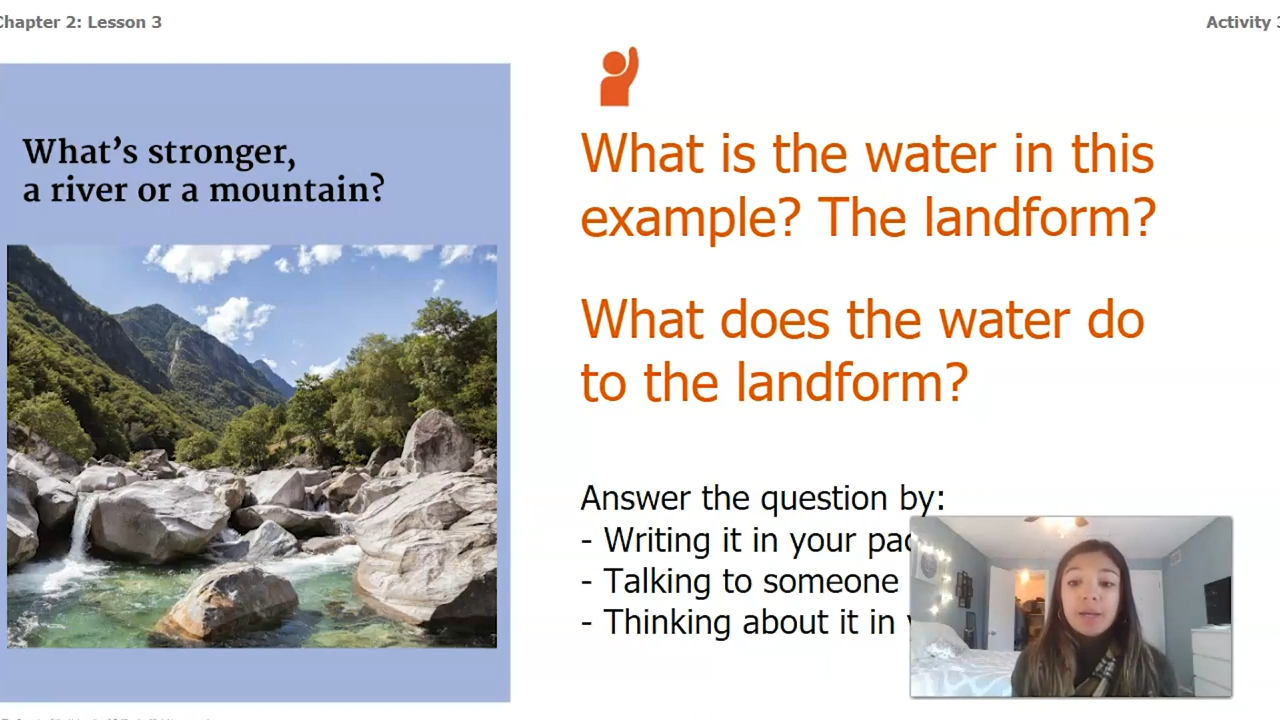 Chapter 2: Lesson 3
Activity 3
What's stronger,
a river or a mountain?
What is the water in this
example? The landform?
What does the water do
to the landform?
Answer the question by:
- Writing it in your
- Talking to someone
- Thinking about it in